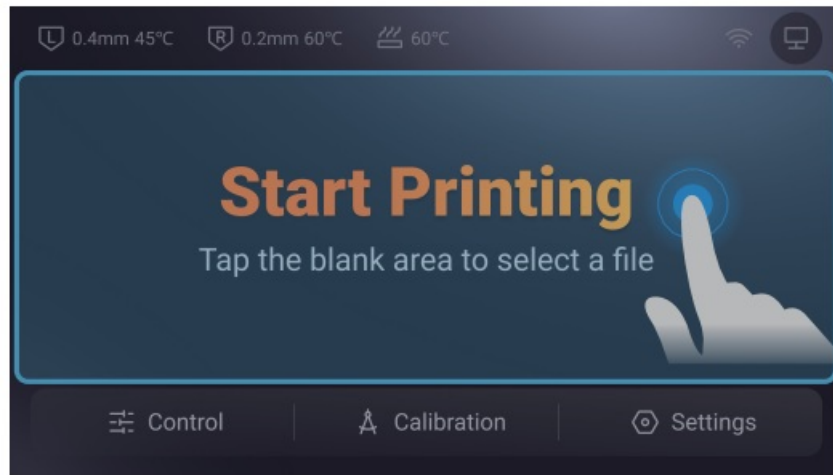 L 0.4mm 45℃ R 0.2mm 60℃ 60℃
Start Printing
Tap the blank area to select a file
Control Calibration Settings